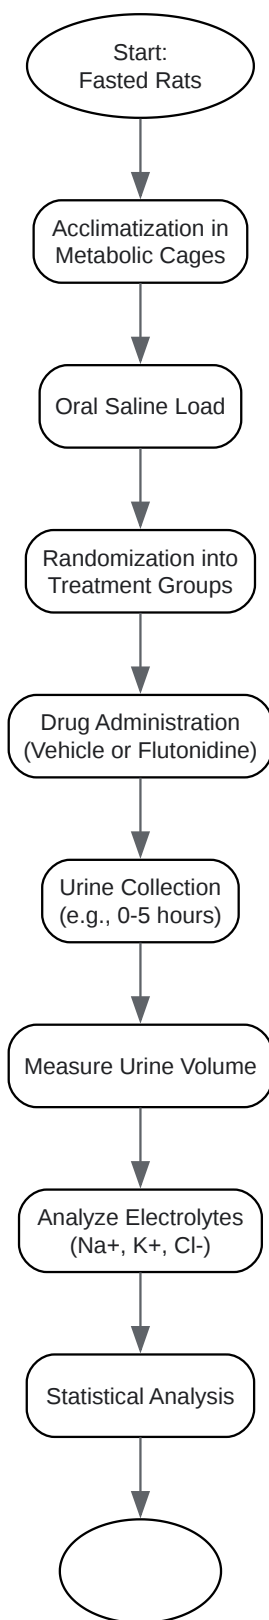 Start:
Fasted Rats
Acclimatization in
Metabolic Cages
Oral Saline Load
Randomization into
Treatment Groups
Drug Administration
(Vehicle or Flutonidine)
Urine Collection
(e.g., 0-5 hours)
Measure Urine Volume
Analyze Electrolytes
(Na+, K+, Cl-)
Statistical Analysis